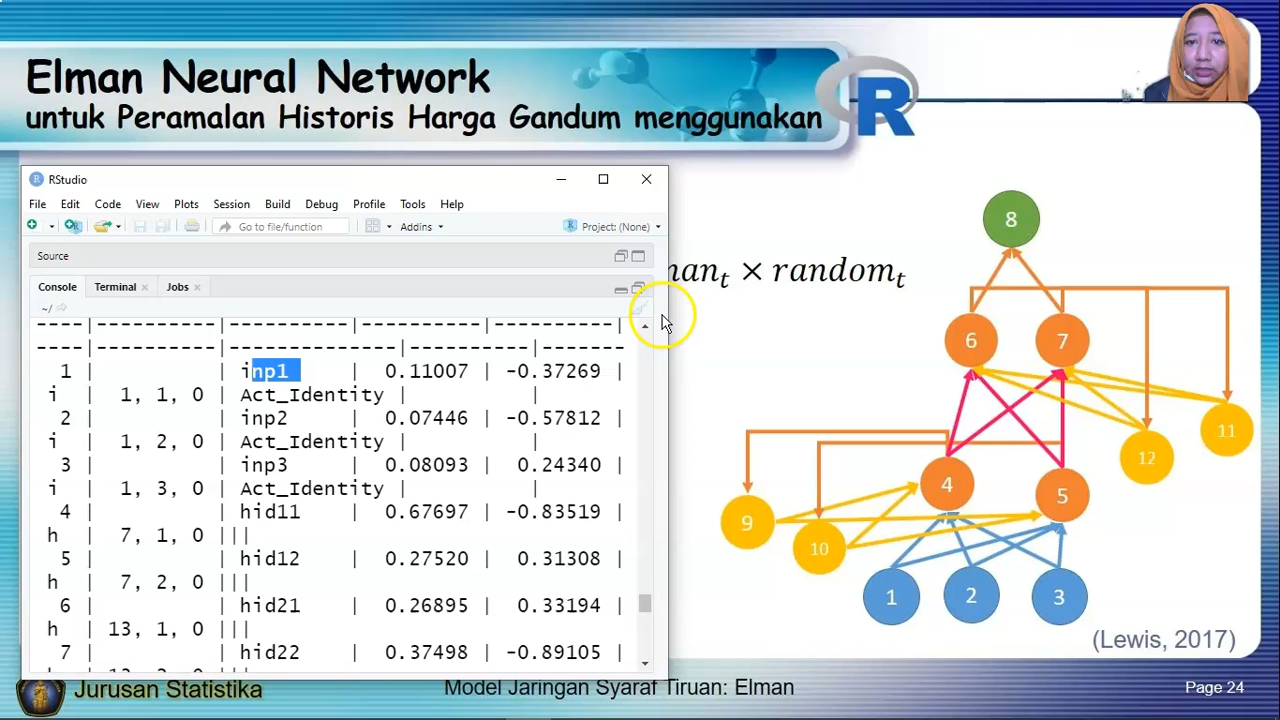 Elman Neural Network
untuk Peramalan Historis Harga Gandum menggunakan R
RStudio
File Edit Code View Plots Session Build Debug Profile Tools Help
Go to file/function Addins Project: (None)
Source
Console Terminal Jobs
~/
----|----------|------------|----------|----------|
----|----------|--------------|----------|-------
1 | | inp1 | 0.11007 | -0.37269 |
i | 1, 1, 0 | Act_Identity | |
2 | | inp2 | 0.07446 | -0.57812 |
i | 1, 2, 0 | Act_Identity | |
3 | | inp3 | 0.08093 | 0.24340 |
i | 1, 3, 0 | Act_Identity | |
4 | | hid11 | 0.67697 | -0.83519 |
h | 7, 1, 0 |||
5 | | hid12 | 0.27520 | 0.31308 |
h | 7, 2, 0 |||
6 | | hid21 | 0.26895 | 0.33194 |
h | 13, 1, 0 |||
7 | | hid22 | 0.37498 | -0.89105 |
man_t × random_t
8
6 7
11
12
4 5
9
10
1 2 3
(Lewis, 2017)
Jurusan Statistika
Model Jaringan Syaraf Tiruan: Elman
Page 24